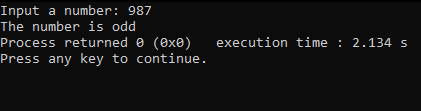 Input a number: 987
The number is odd
Process returned 0 (0x0)   execution time : 2.134 s
Press any key to continue.